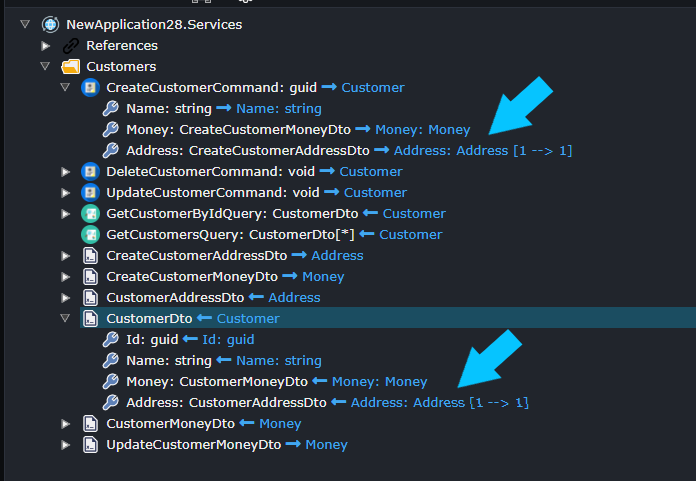 NewApplication28.Services
References
Customers
CreateCustomerCommand: guid → Customer
Name: string → Name: string
Money: CreateCustomerMoneyDto → Money: Money
Address: CreateCustomerAddressDto → Address: Address [1 --> 1]
DeleteCustomerCommand: void → Customer
UpdateCustomerCommand: void → Customer
GetCustomerByIdQuery: CustomerDto ← Customer
GetCustomersQuery: CustomerDto[*] ← Customer
CreateCustomerAddressDto → Address
CreateCustomerMoneyDto → Money
CustomerAddressDto ← Address
CustomerDto ← Customer
Id: guid ← Id: guid
Name: string ← Name: string
Money: CustomerMoneyDto ← Money: Money
Address: CustomerAddressDto ← Address: Address [1 --> 1]
CustomerMoneyDto ← Money
UpdateCustomerMoneyDto → Money